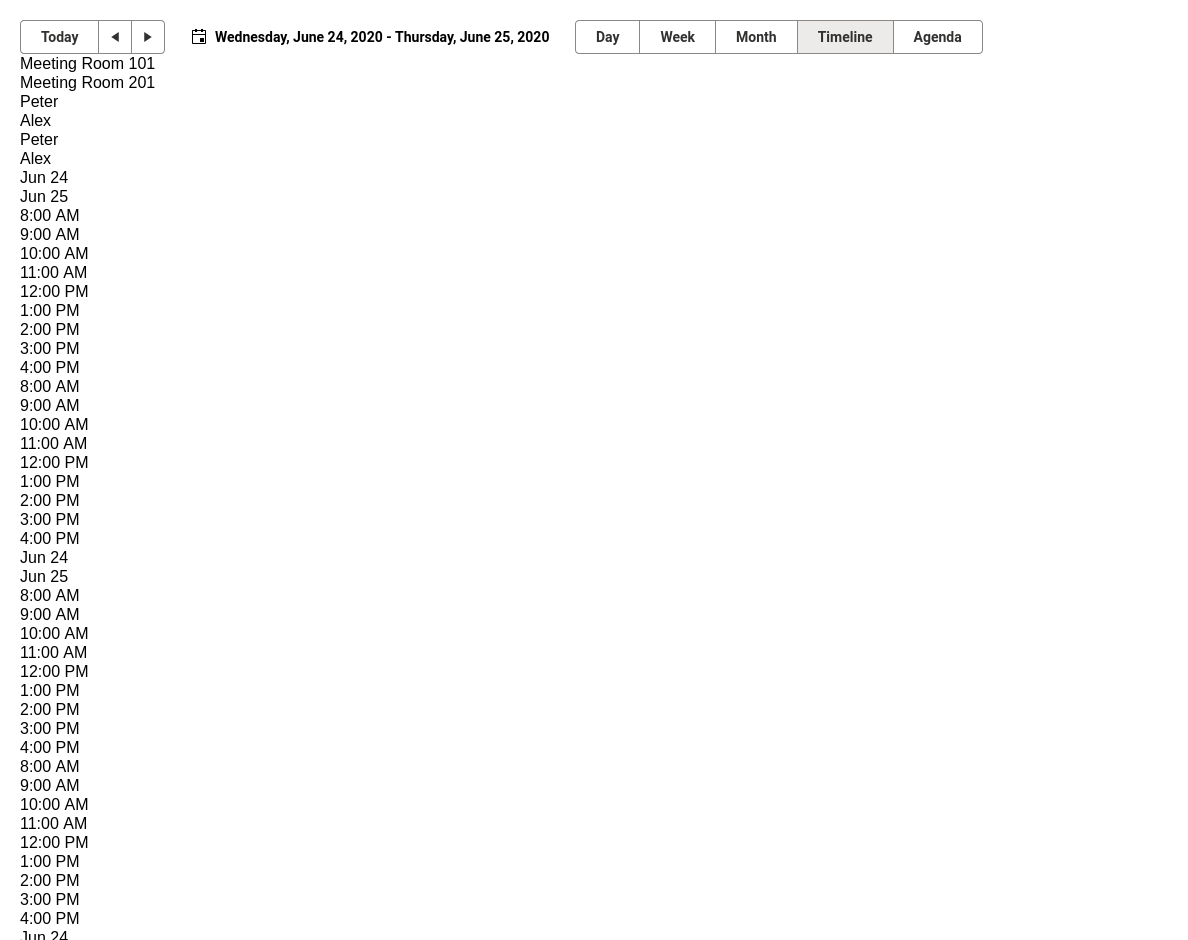 Today
Wednesday, June 24, 2020 - Thursday, June 25, 2020
Day
Week
Month
Timeline
Agenda
Meeting Room 101
Meeting Room 201
Peter
Alex
Peter
Alex
Jun 24
Jun 25
8:00 AM
9:00 AM
10:00 AM
11:00 AM
12:00 PM
1:00 PM
2:00 PM
3:00 PM
4:00 PM
8:00 AM
9:00 AM
10:00 AM
11:00 AM
12:00 PM
1:00 PM
2:00 PM
3:00 PM
4:00 PM
Jun 24
Jun 25
8:00 AM
9:00 AM
10:00 AM
11:00 AM
12:00 PM
1:00 PM
2:00 PM
3:00 PM
4:00 PM
8:00 AM
9:00 AM
10:00 AM
11:00 AM
12:00 PM
1:00 PM
2:00 PM
3:00 PM
4:00 PM
Jun 24